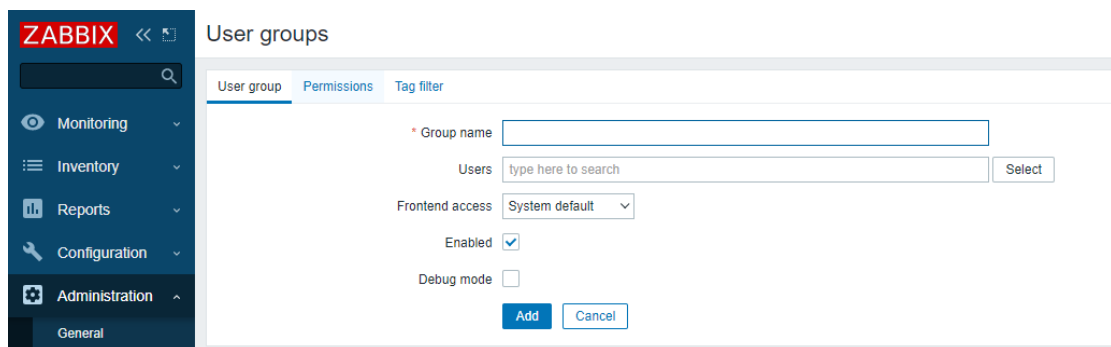 ZABBIX
User groups
User group Permissions Tag filter
Monitoring
Inventory
Reports
Configuration
Administration
General
* Group name
Users type here to search Select
Frontend access System default
Enabled
Debug mode
Add Cancel